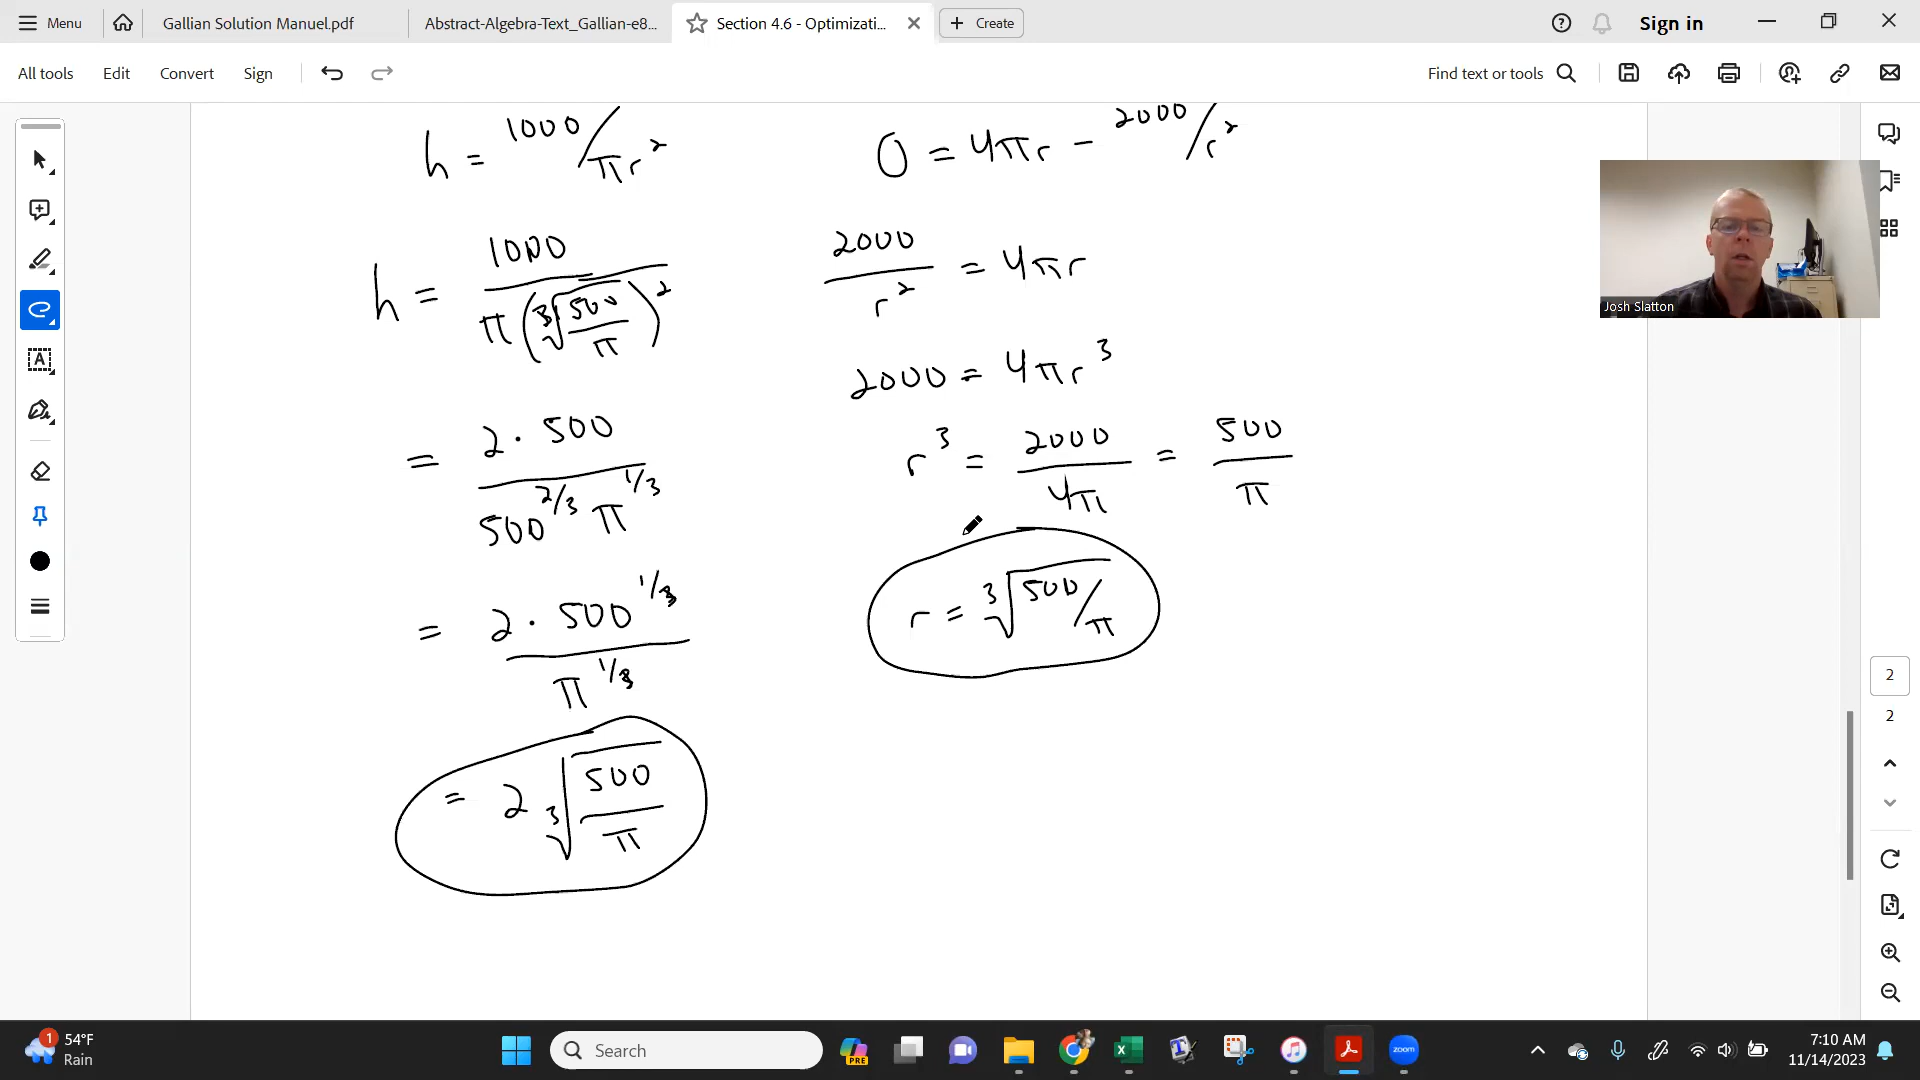 Menu
Gallian Solution Manuel.pdf
Abstract-Algebra-Text_Gallian-e8...
Section 4.6 - Optimizati...
Create
Sign in
All tools
Edit
Convert
Sign
Find text or tools
h = 1000/πr²
0 = 4πr - 2000/r²
h = 1000/π(∛(500/π))²
2000/r² = 4πr
2000 = 4πr³
= 2 · 500/500^(2/3) π^(1/3)
r³ = 2000/4π = 500/π
= 2 · 500^(1/3)/π^(1/3)
r = ∛(500/π)
= 2 ∛(500/π)
Josh Slatton
2
2
1
54°F
Rain
Search
PRE
zoom
7:10 AM
11/14/2023